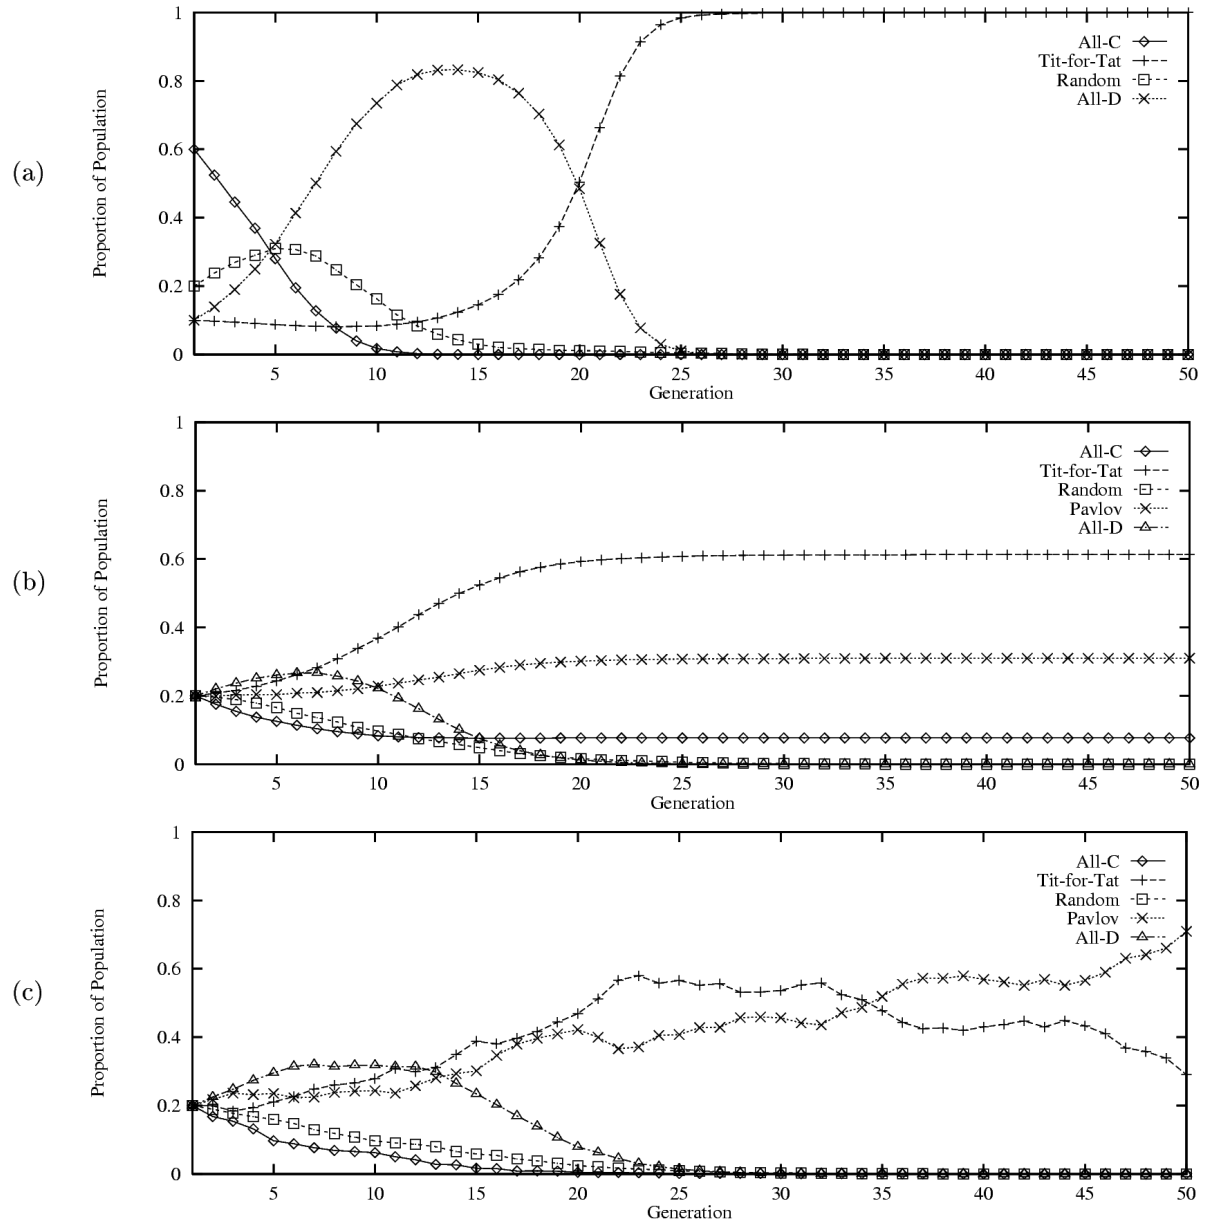 (a)
Proportion of Population
1
0.8
0.6
0.4
0.2
0
All-C
Tit-for-Tat
Random
All-D
5 10 15 20 25 30 35 40 45 50
Generation
(b)
Proportion of Population
1
0.8
0.6
0.4
0.2
0
All-C
Tit-for-Tat
Random
Pavlov
All-D
5 10 15 20 25 30 35 40 45 50
Generation
(c)
Proportion of Population
1
0.8
0.6
0.4
0.2
0
All-C
Tit-for-Tat
Random
Pavlov
All-D
5 10 15 20 25 30 35 40 45 50
Generation